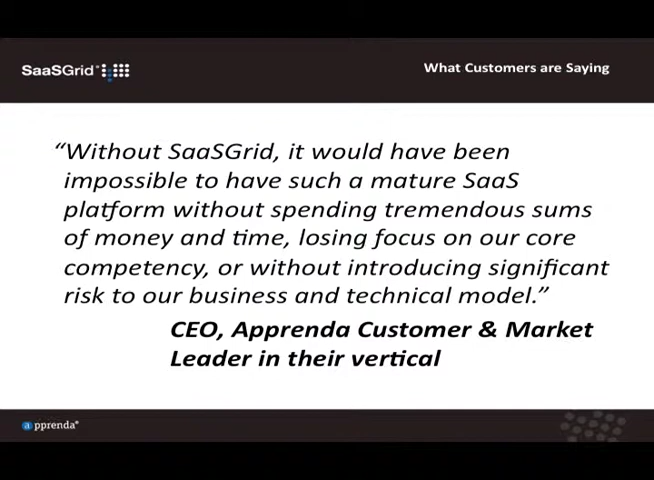 SaaSGrid
What Customers are Saying
“Without SaaSGrid, it would have been
impossible to have such a mature SaaS
platform without spending tremendous sums
of money and time, losing focus on our core
competency, or without introducing significant
risk to our business and technical model.”
CEO, Apprenda Customer & Market
Leader in their vertical
apprenda